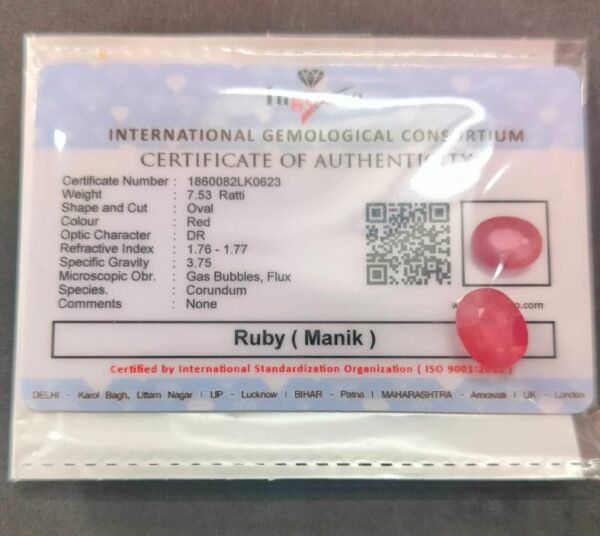 INTERNATIONAL GEMOLOGICAL CONSORTIUM
CERTIFICATE OF AUTHENTICITY
Certificate Number : 1860082LK0623
Weight : 7.53 Ratti
Shape and Cut : Oval
Colour : Red
Optic Character : DR
Refractive Index : 1.76 - 1.77
Specific Gravity : 3.75
Microscopic Obr. : Gas Bubbles, Flux
Species. : Corundum
Comments : None
.com
Ruby ( Manik )
Certified by International Standardization Organization ( ISO 9001:
DELHI - Karol Bagh, Uttam Nagar | UP - Lucknow | BIHAR - Patna | MAHARASHTRA - Amravati | UK - London